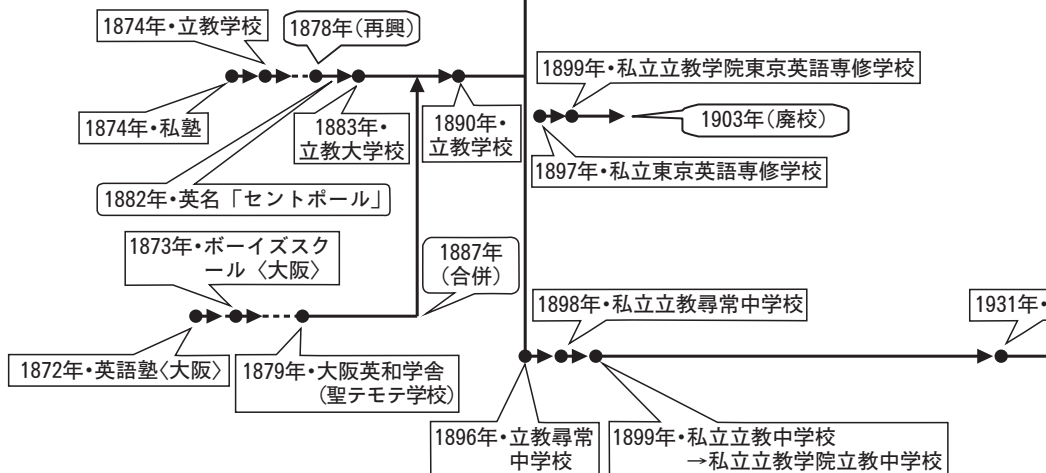 1874年・立教学校
1878年(再興)
1874年・私塾
1883年・
立教大学校
1890年・
立教学校
1882年・英名「セントポール」
1899年・私立立教学院東京英語専修学校
1903年(廃校)
1897年・私立東京英語専修学校
1873年・ボーイズスク
ール〈大阪〉
1887年
(合併)
1872年・英語塾〈大阪〉
1879年・大阪英和学舎
(聖テモテ学校)
1898年・私立立教尋常中学校
1931年・
1896年・立教尋常
中学校
1899年・私立立教中学校
→私立立教学院立教中学校